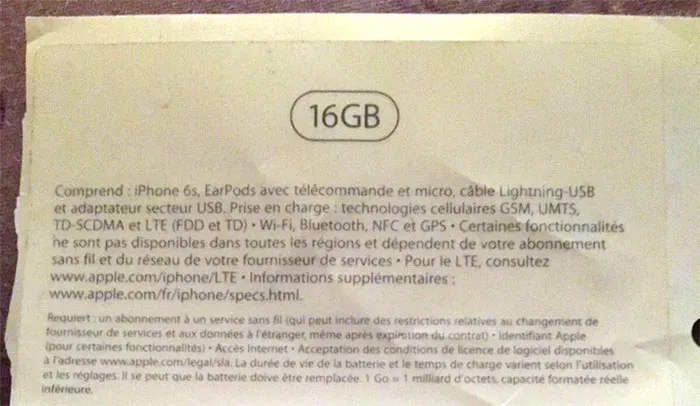 16GB
Comprend : iPhone 6s, EarPods avec télécommande et micro, câble Lightning-USB
et adaptateur secteur USB. Prise en charge : technologies cellulaires GSM, UMTS,
TD-SCDMA et LTE (FDD et TD) • Wi-Fi, Bluetooth, NFC et GPS • Certaines fonctionnalités
ne sont pas disponibles dans toutes les régions et dépendent de votre abonnement
sans fil et du réseau de votre fournisseur de services • Pour le LTE, consultez
www.apple.com/iphone/LTE • Informations supplémentaires :
www.apple.com/fr/iphone/specs.html.
Requiert : un abonnement à un service sans fil (qui peut inclure des restrictions relatives au changement de
fournisseur de services et aux données à l'étranger, même après expiration du contrat) • Identifiant Apple
(pour certaines fonctionnalités) • Accès Internet • Acceptation des conditions de licence de logiciel disponibles
à l'adresse www.apple.com/legal/sla. La durée de vie de la batterie et le temps de charge varient selon l'utilisation
et les réglages. Il se peut que la batterie doive être remplacée. 1 Go = 1 milliard d'octets, capacité formatée réelle
inférieure.